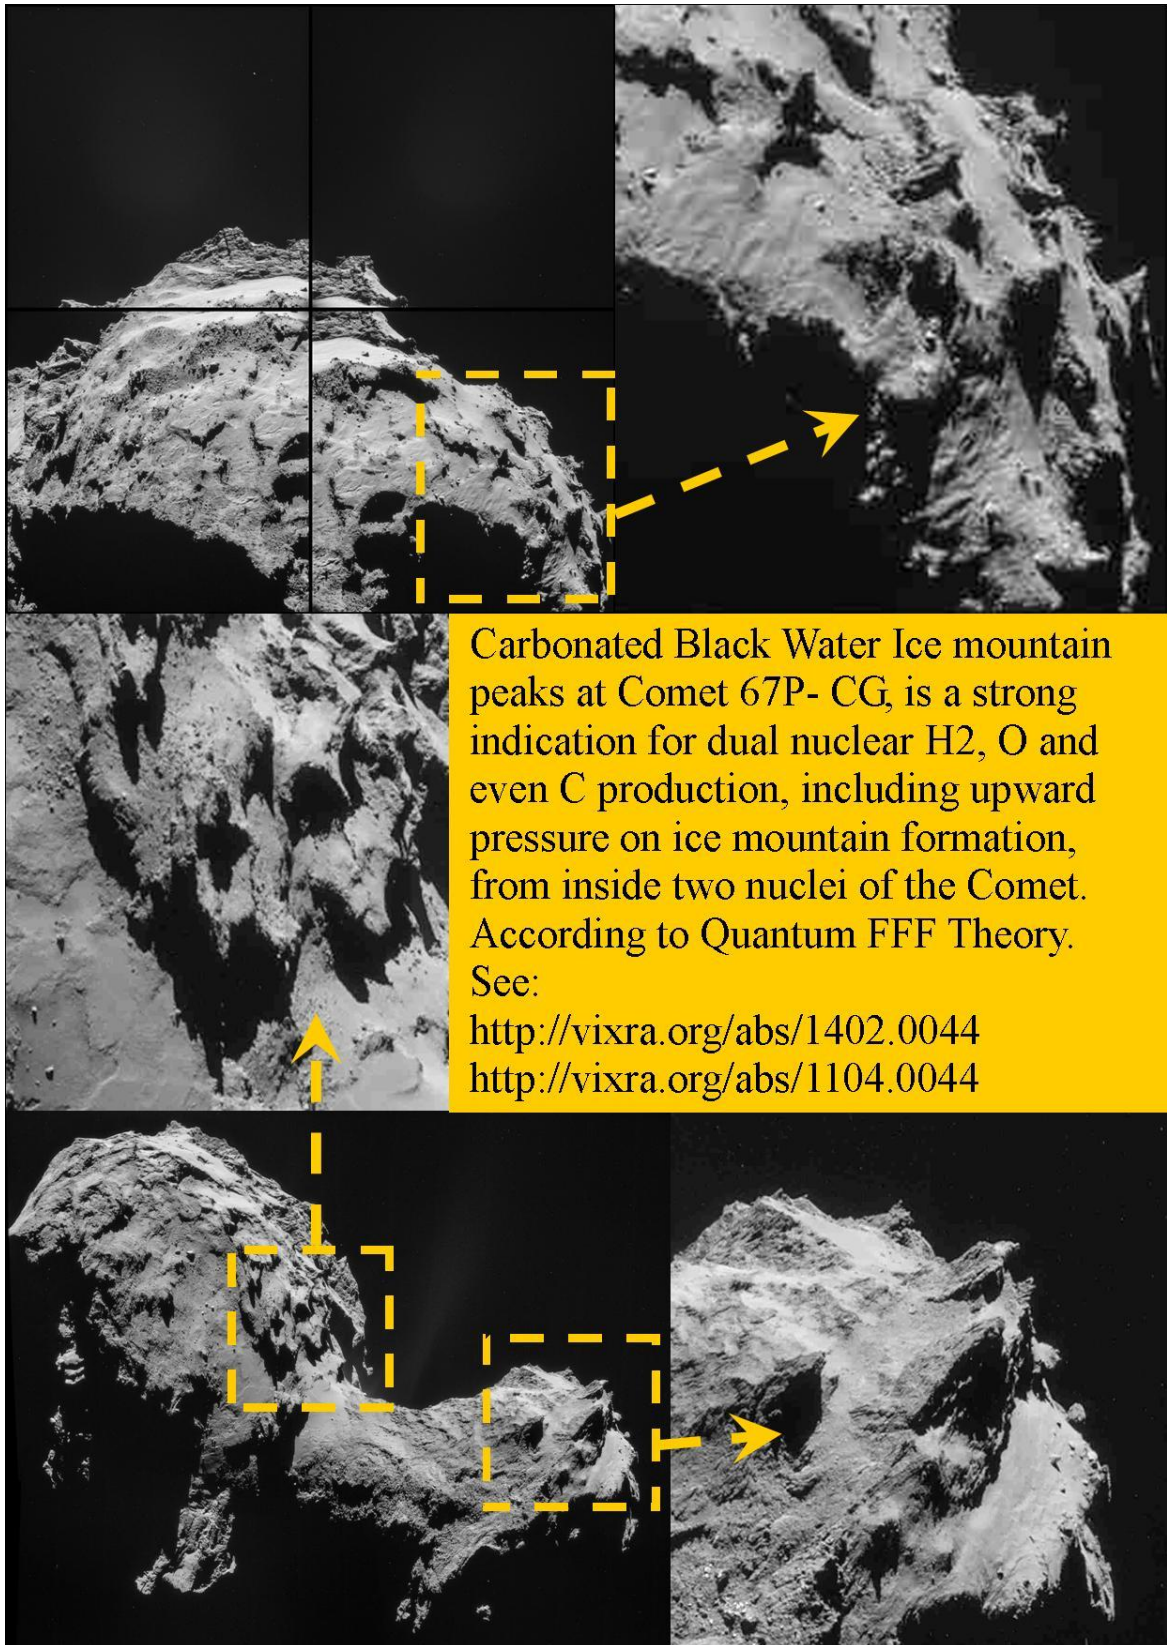 Carbonated Black Water Ice mountain
peaks at Comet 67P- CG, is a strong
indication for dual nuclear H2, O and
even C production, including upward
pressure on ice mountain formation,
from inside two nuclei of the Comet.
According to Quantum FFF Theory.
See:
http://vixra.org/abs/1402.0044
http://vixra.org/abs/1104.0044